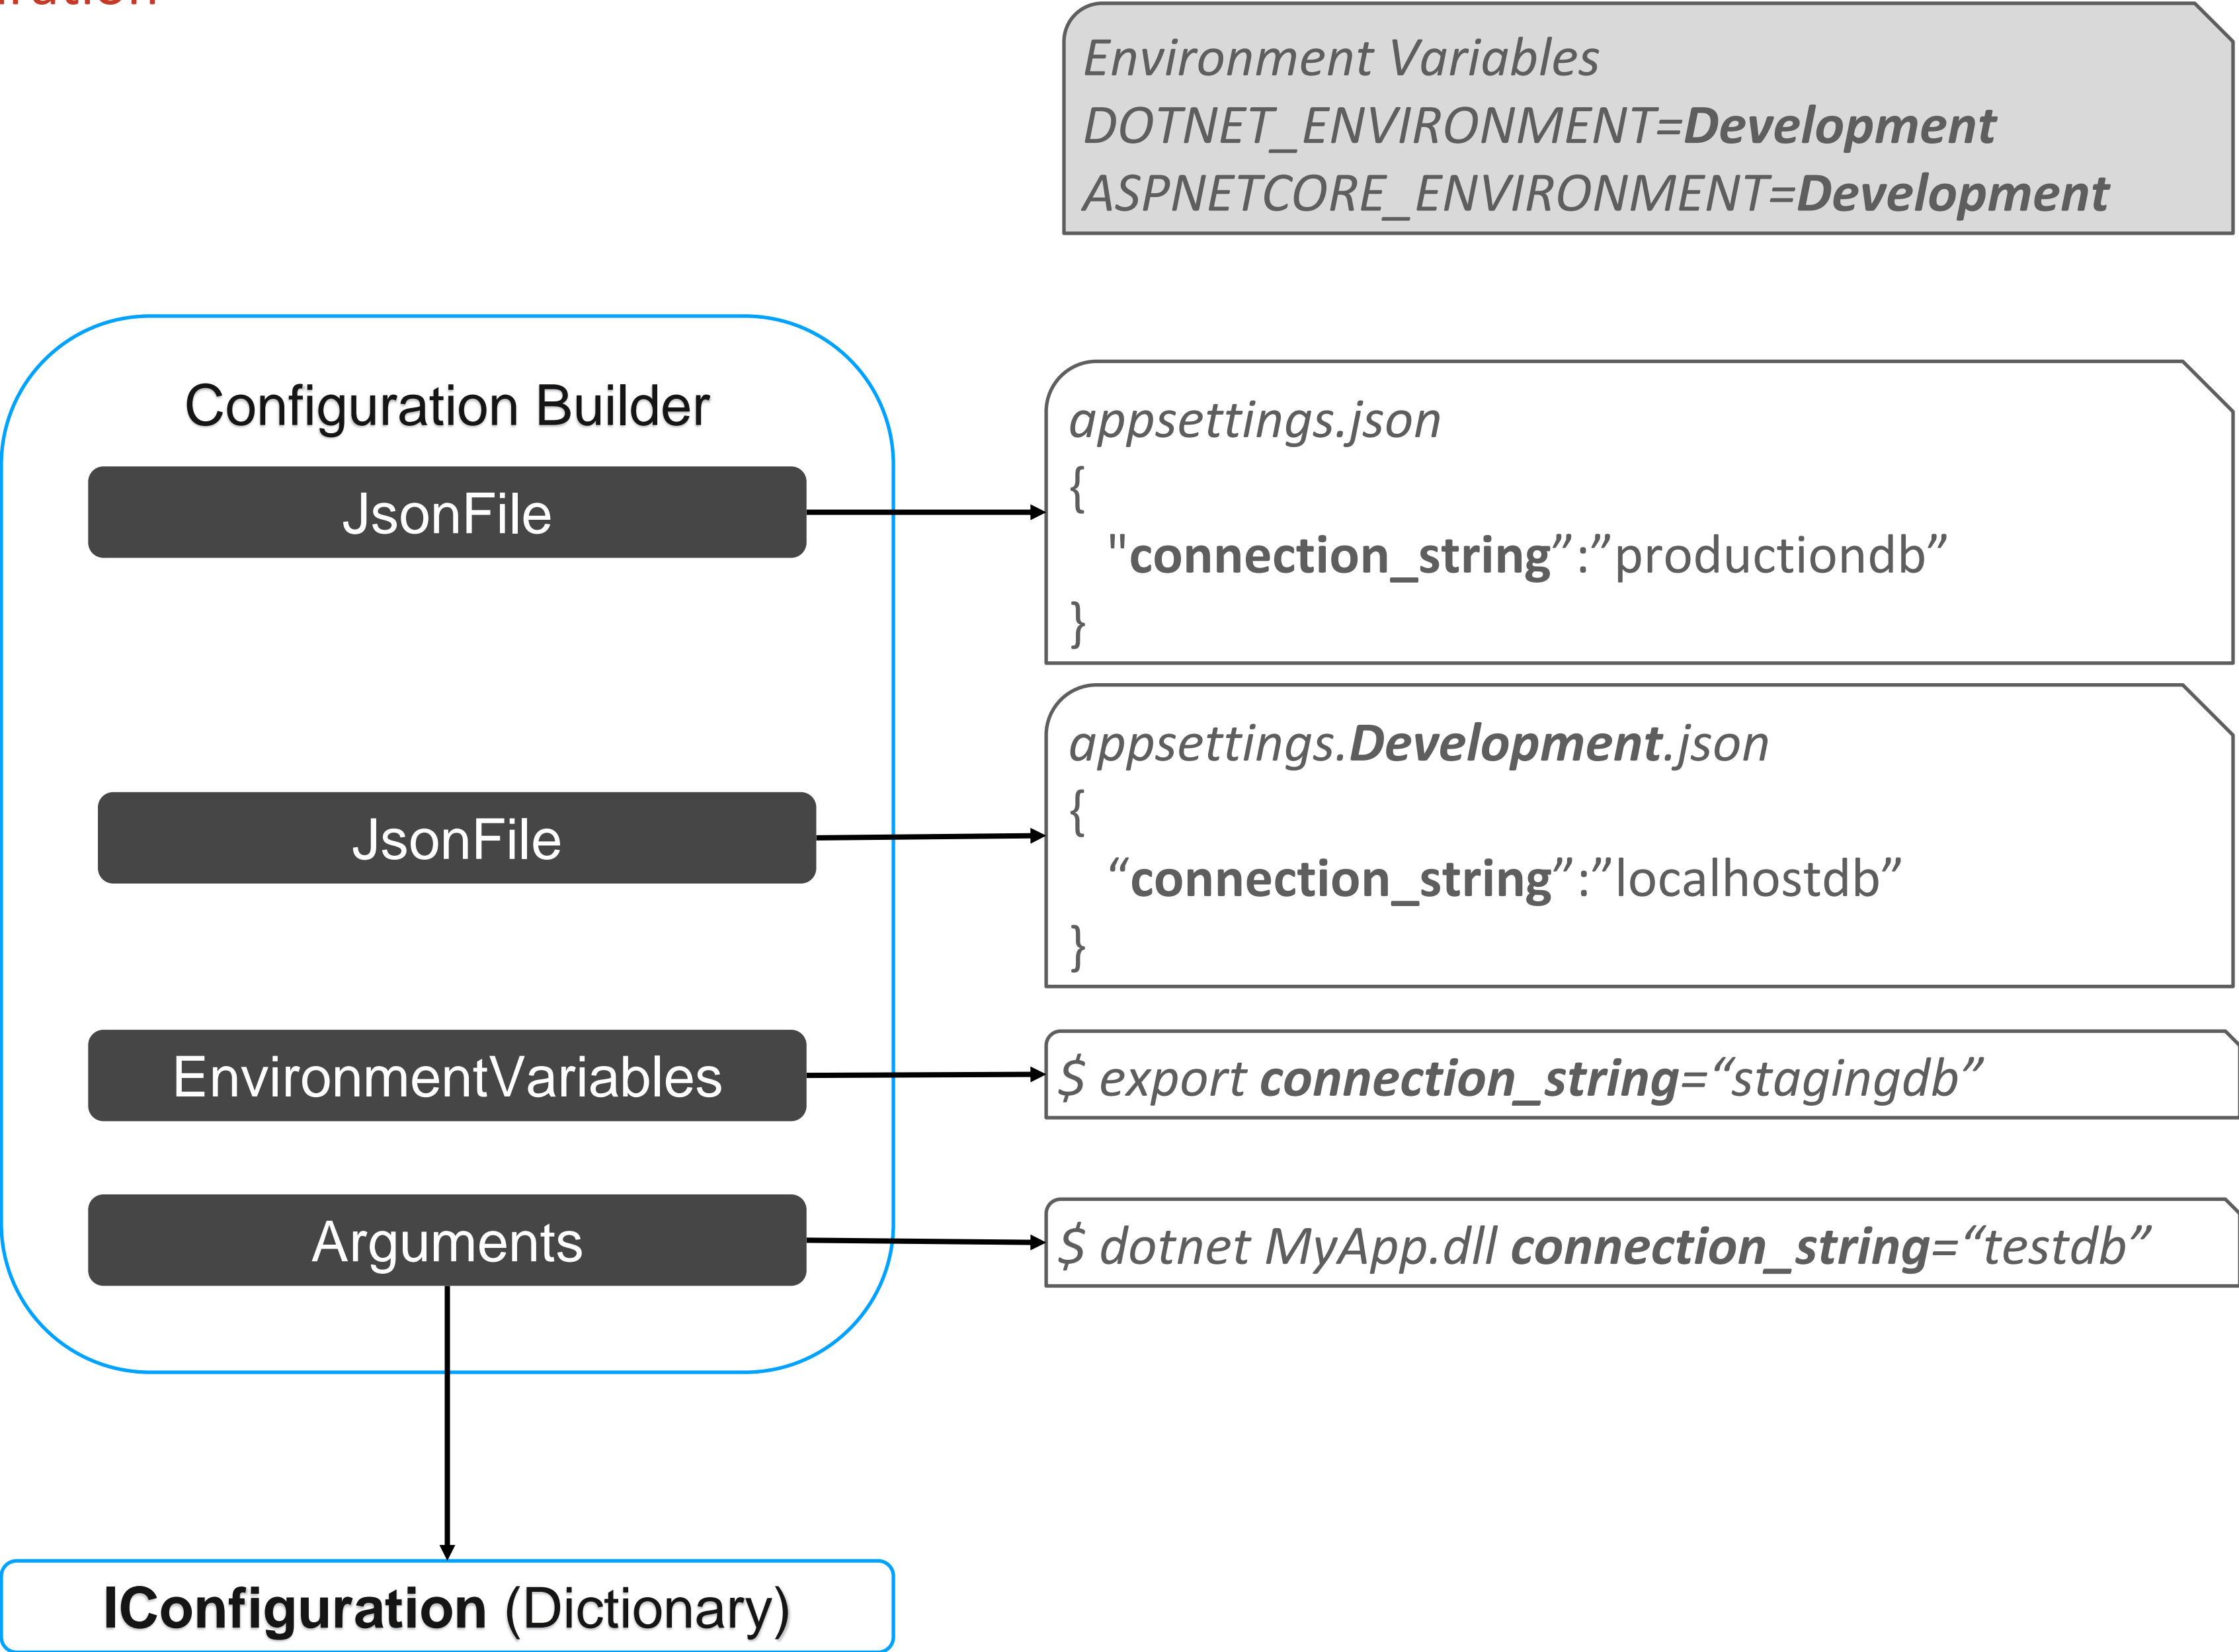 Environment Variables
DOTNET_ENVIRONMENT=Development
ASPNETCORE_ENVIRONMENT=Development
Configuration Builder
JsonFile
appsettings.json
{
"connection_string”:”productiondb”
}
JsonFile
appsettings.Development.json
{
“connection_string”:”localhostdb”
}
EnvironmentVariables
$ export connection_string=“stagingdb”
Arguments
$ dotnet MyApp.dll connection_string=“testdb”
IConfiguration (Dictionary)